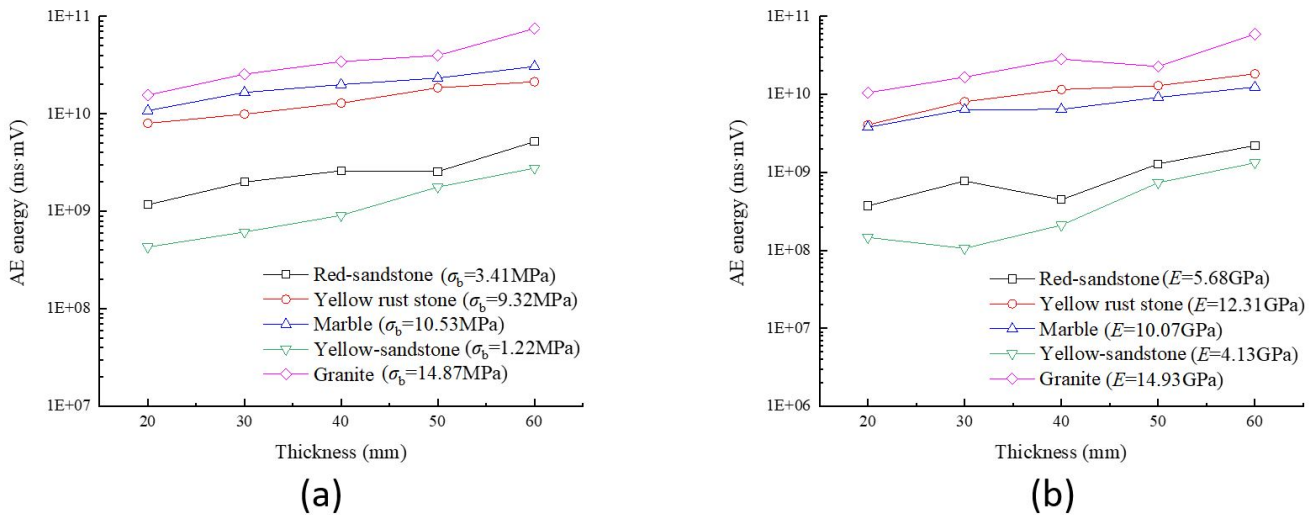 1E+11
1E+10
1E+09
1E+08
1E+07
AE energy (ms·mV)
20 30 40 50 60
Thickness (mm)
Red-sandstone (σb=3.41MPa)
Yellow rust stone (σb=9.32MPa)
Marble (σb=10.53MPa)
Yellow-sandstone (σb=1.22MPa)
Granite (σb=14.87MPa)
(a)
1E+11
1E+10
1E+09
1E+08
1E+07
1E+06
AE energy (ms·mV)
20 30 40 50 60
Thickness (mm)
Red-sandstone (E=5.68GPa)
Yellow rust stone (E=12.31GPa)
Marble (E=10.07GPa)
Yellow-sandstone (E=4.13GPa)
Granite (E=14.93GPa)
(b)